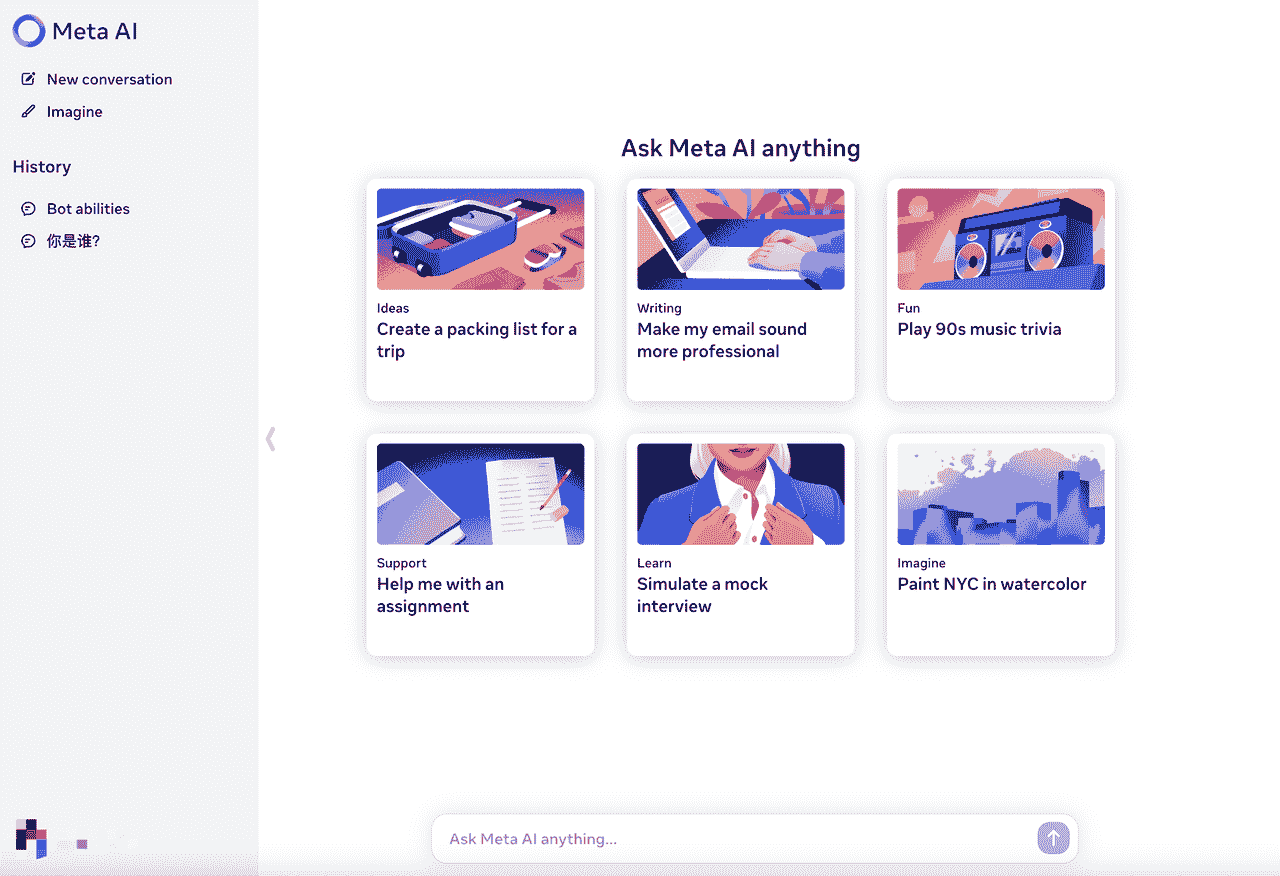 Meta AI
New conversation
Imagine
History
Bot abilities
你是谁?
Ask Meta AI anything
Ideas
Create a packing list for a
trip
Writing
Make my email sound
more professional
Fun
Play 90s music trivia
Support
Help me with an
assignment
Learn
Simulate a mock
interview
Imagine
Paint NYC in watercolor
Ask Meta AI anything...